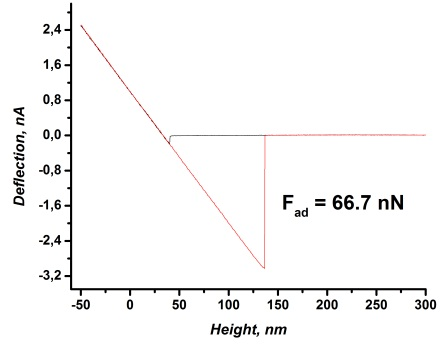 2,4
1,6
0,8
0,0
-0,8
-1,6
-2,4
-3,2
Deflection, nA
F_ad = 66.7 nN
-50 0 50 100 150 200 250 300
Height, nm